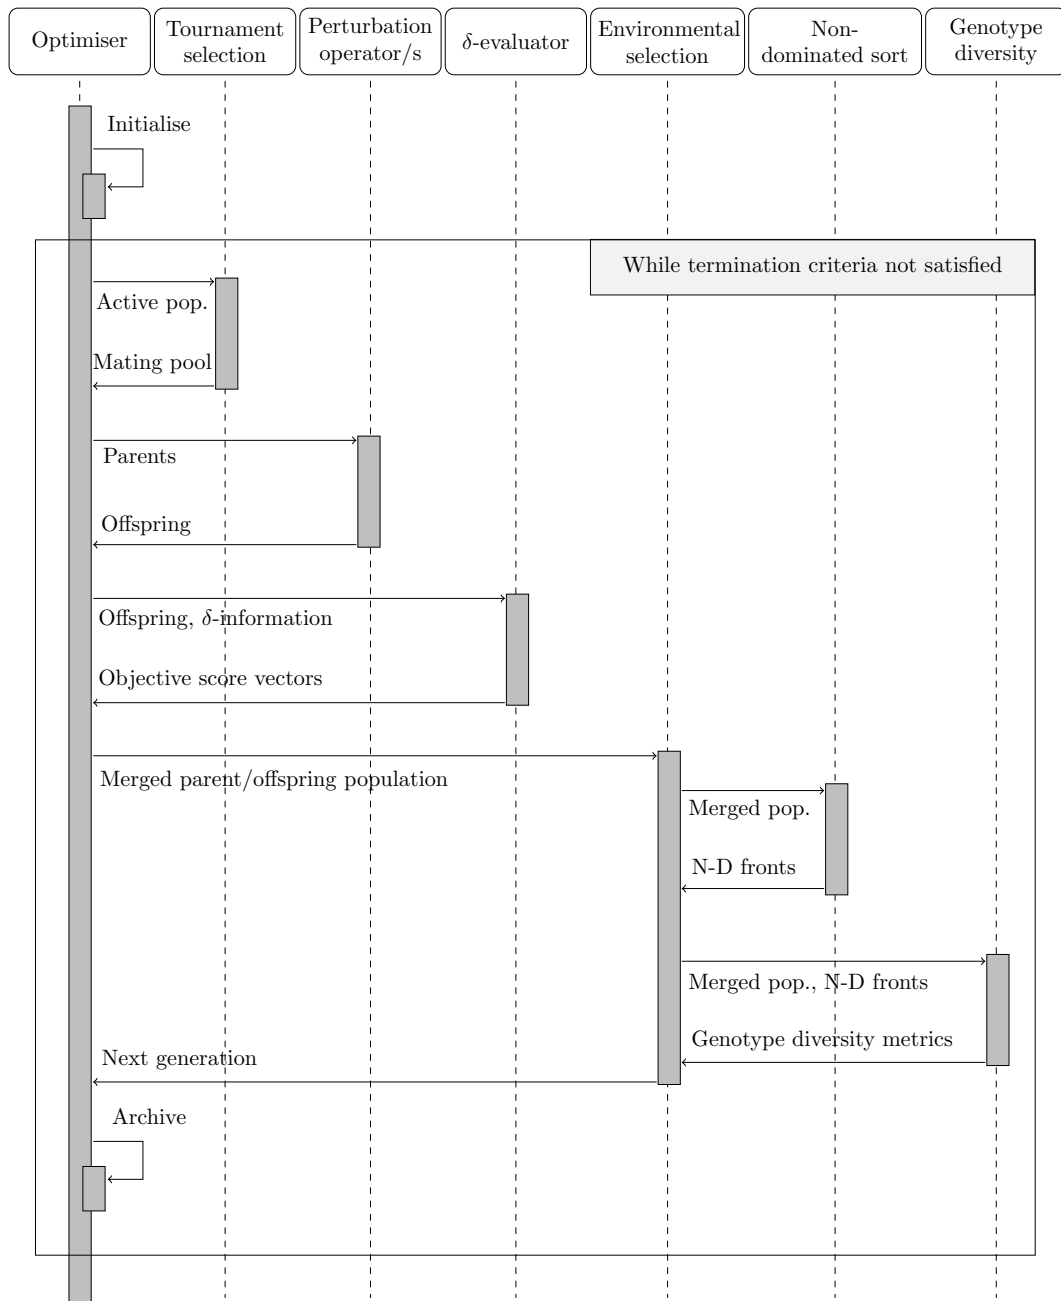 Optimiser
Tournament
selection
Perturbation
operator/s
δ-evaluator
Environmental
selection
Non-
dominated sort
Genotype
diversity
Initialise
While termination criteria not satisfied
Active pop.
Mating pool
Parents
Offspring
Offspring, δ-information
Objective score vectors
Merged parent/offspring population
Merged pop.
N-D fronts
Merged pop., N-D fronts
Genotype diversity metrics
Next generation
Archive